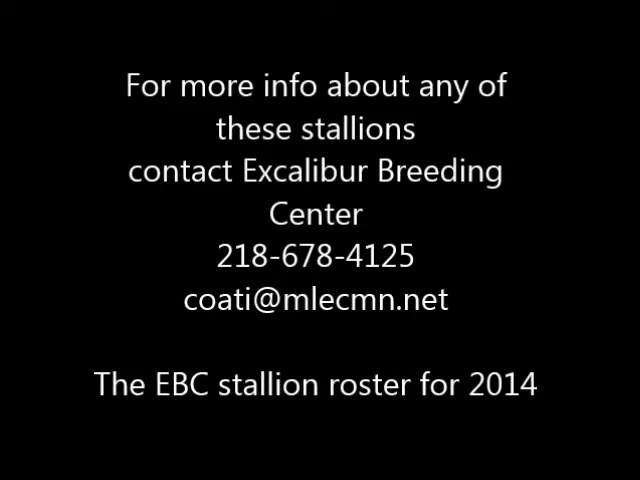 For more info about any of
these stallions
contact Excalibur Breeding
Center
218-678-4125
coati@mlecmn.net
The EBC stallion roster for 2014